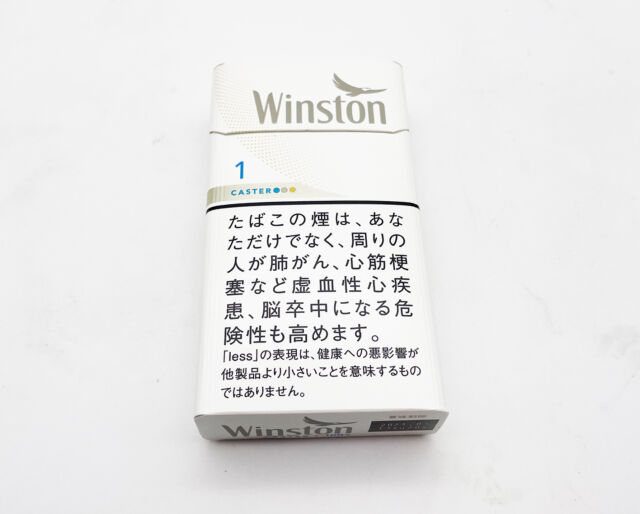 Winston
1
CASTER
たばこの煙は、あな
ただけでなく、周りの
人が肺がん、心筋梗
塞など虚血性心疾
患、脳卒中になる危
険性も高めます。
「less」の表現は、健康への悪影響が
他製品より小さいことを意味するもの
ではありません。
Winston